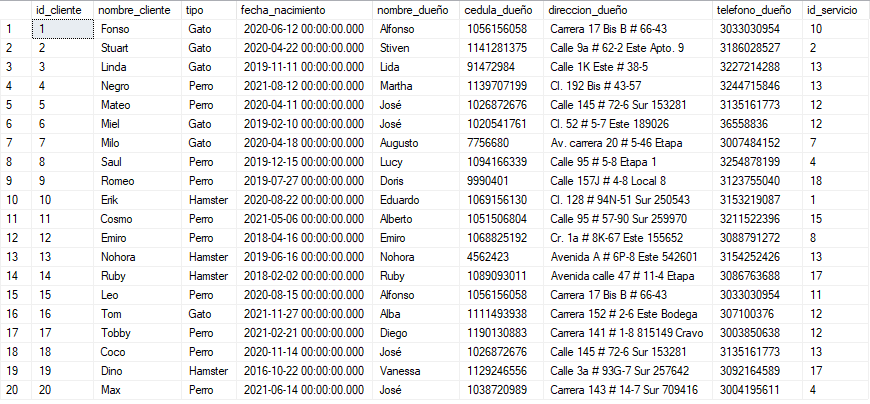 id_cliente nombre_cliente tipo fecha_nacimiento nombre_dueño cedula_dueño direccion_dueño telefono_dueño id_servicio
1 1 Fonso Gato 2020-06-12 00:00:00.000 Alfonso 1056156058 Carrera 17 Bis B # 66-43 3033030954 10
2 2 Stuart Gato 2020-04-22 00:00:00.000 Stiven 1141281375 Calle 9a # 62-2 Este Apto. 9 3186028527 2
3 3 Linda Gato 2019-11-11 00:00:00.000 Lida 91472984 Calle 1K Este # 38-5 3227214288 13
4 4 Negro Perro 2021-08-12 00:00:00.000 Martha 1139707199 Cl. 192 Bis # 43-57 3244715846 13
5 5 Mateo Perro 2020-04-11 00:00:00.000 José 1026872676 Calle 145 # 72-6 Sur 153281 3135161773 12
6 6 Miel Gato 2019-02-10 00:00:00.000 José 1020541761 Cl. 52 # 5-7 Este 189026 36558836 12
7 7 Milo Gato 2020-04-18 00:00:00.000 Augusto 7756680 Av. carrera 20 # 5-46 Etapa 3007484152 7
8 8 Saul Perro 2019-12-15 00:00:00.000 Lucy 1094166339 Calle 95 # 5-8 Etapa 1 3254878199 4
9 9 Romeo Perro 2019-07-27 00:00:00.000 Doris 9990401 Calle 157J # 4-8 Local 8 3123755040 18
10 10 Erik Hamster 2020-08-22 00:00:00.000 Eduardo 1069156130 Cl. 128 # 94N-51 Sur 250543 3153219087 1
11 11 Cosmo Perro 2021-05-06 00:00:00.000 Alberto 1051506804 Calle 95 # 57-90 Sur 259970 3211522396 15
12 12 Emiro Perro 2018-04-16 00:00:00.000 Emiro 1068825192 Cr. 1a # 8K-67 Este 155652 3088791272 8
13 13 Nohora Hamster 2019-06-16 00:00:00.000 Nohora 4562423 Avenida A # 6P-8 Este 542601 3154252426 13
14 14 Ruby Hamster 2018-02-02 00:00:00.000 Ruby 1089093011 Avenida calle 47 # 11-4 Etapa 3086763688 17
15 15 Leo Perro 2020-08-15 00:00:00.000 Alfonso 1056156058 Carrera 17 Bis B # 66-43 3033030954 11
16 16 Tom Gato 2021-11-27 00:00:00.000 Alba 1111493938 Carrera 152 # 2-6 Este Bodega 307100376 12
17 17 Tobby Perro 2021-02-21 00:00:00.000 Diego 1190130883 Carrera 141 # 1-8 815149 Cravo 3003850638 12
18 18 Coco Perro 2020-11-14 00:00:00.000 José 1026872676 Calle 145 # 72-6 Sur 153281 3135161773 13
19 19 Dino Hamster 2016-10-22 00:00:00.000 Vanessa 1129246556 Calle 3a # 93G-7 Sur 257642 3092164589 17
20 20 Max Perro 2021-06-14 00:00:00.000 José 1038720989 Carrera 143 # 14-7 Sur 709416 3004195611 4